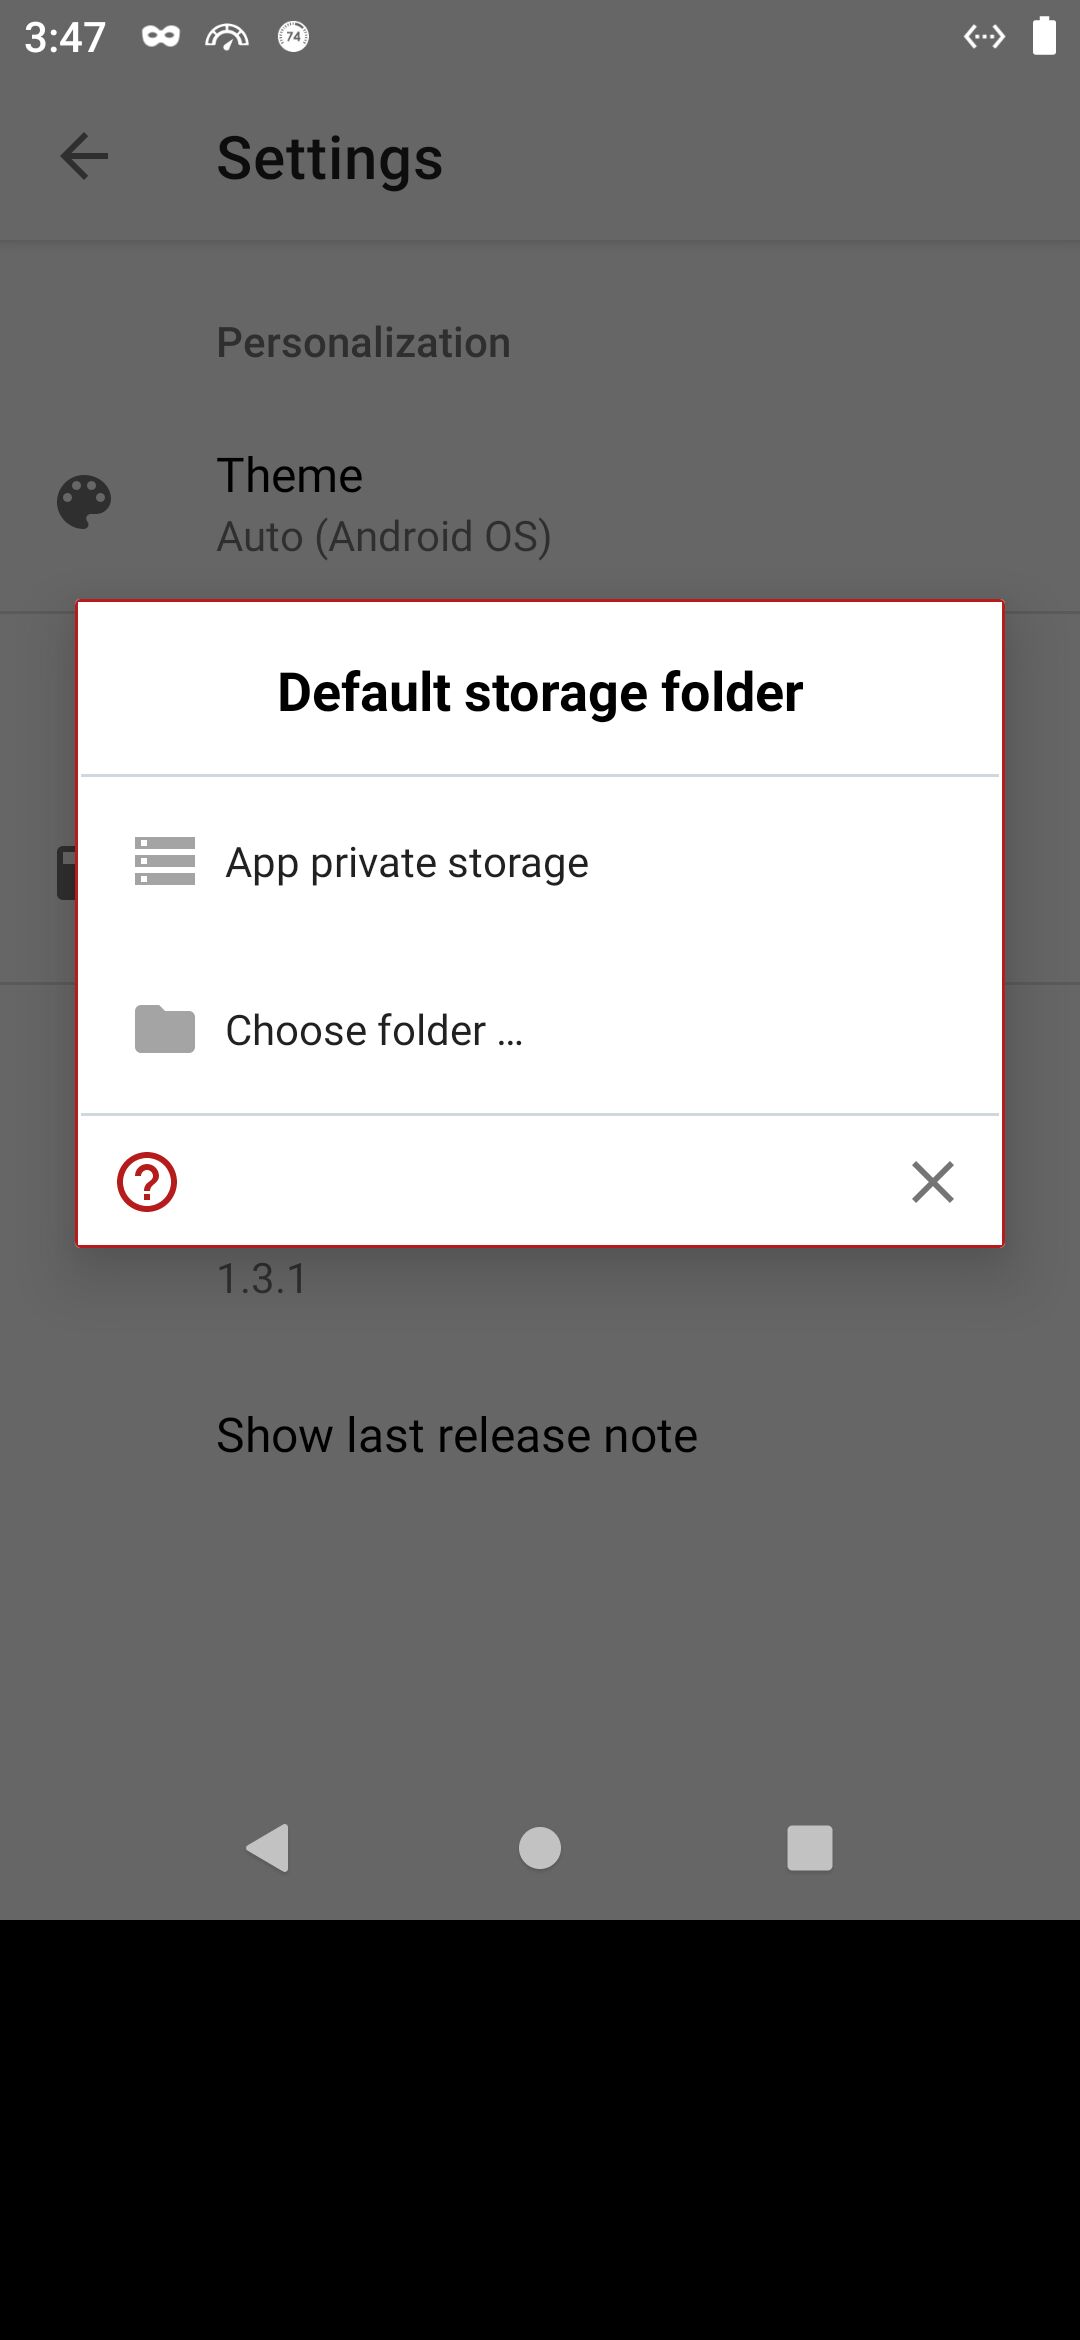 3:47
74
Settings
Personalization
Theme
Auto (Android OS)
Default storage folder
App private storage
Choose folder ...
1.3.1
Show last release note